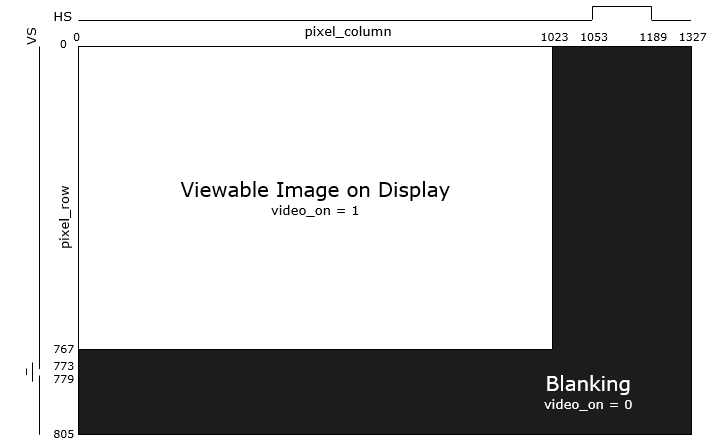 HS
VS
pixel_column
0
0
1023
1053
1189
1327
Viewable Image on Display
video_on = 1
pixel_row
767
773
779
Blanking
video_on = 0
805